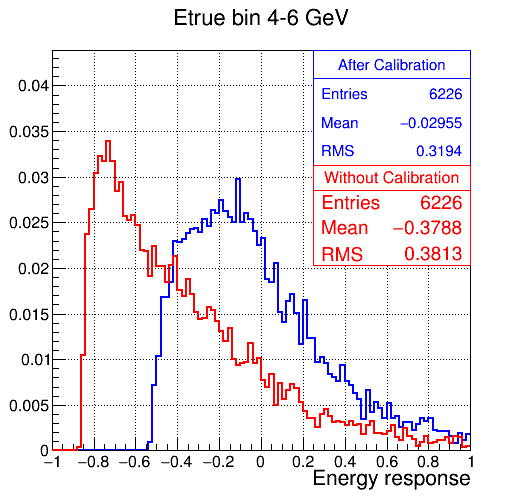 Etrue bin 4-6 GeV
After Calibration
Entries 6226
Mean −0.02955
RMS 0.3194
Without Calibration
Entries 6226
Mean −0.3788
RMS 0.3813
0.04
0.035
0.03
0.025
0.02
0.015
0.01
0.005
0
−1 −0.8 −0.6 −0.4 −0.2 0 0.2 0.4 0.6 0.8 1
Energy response